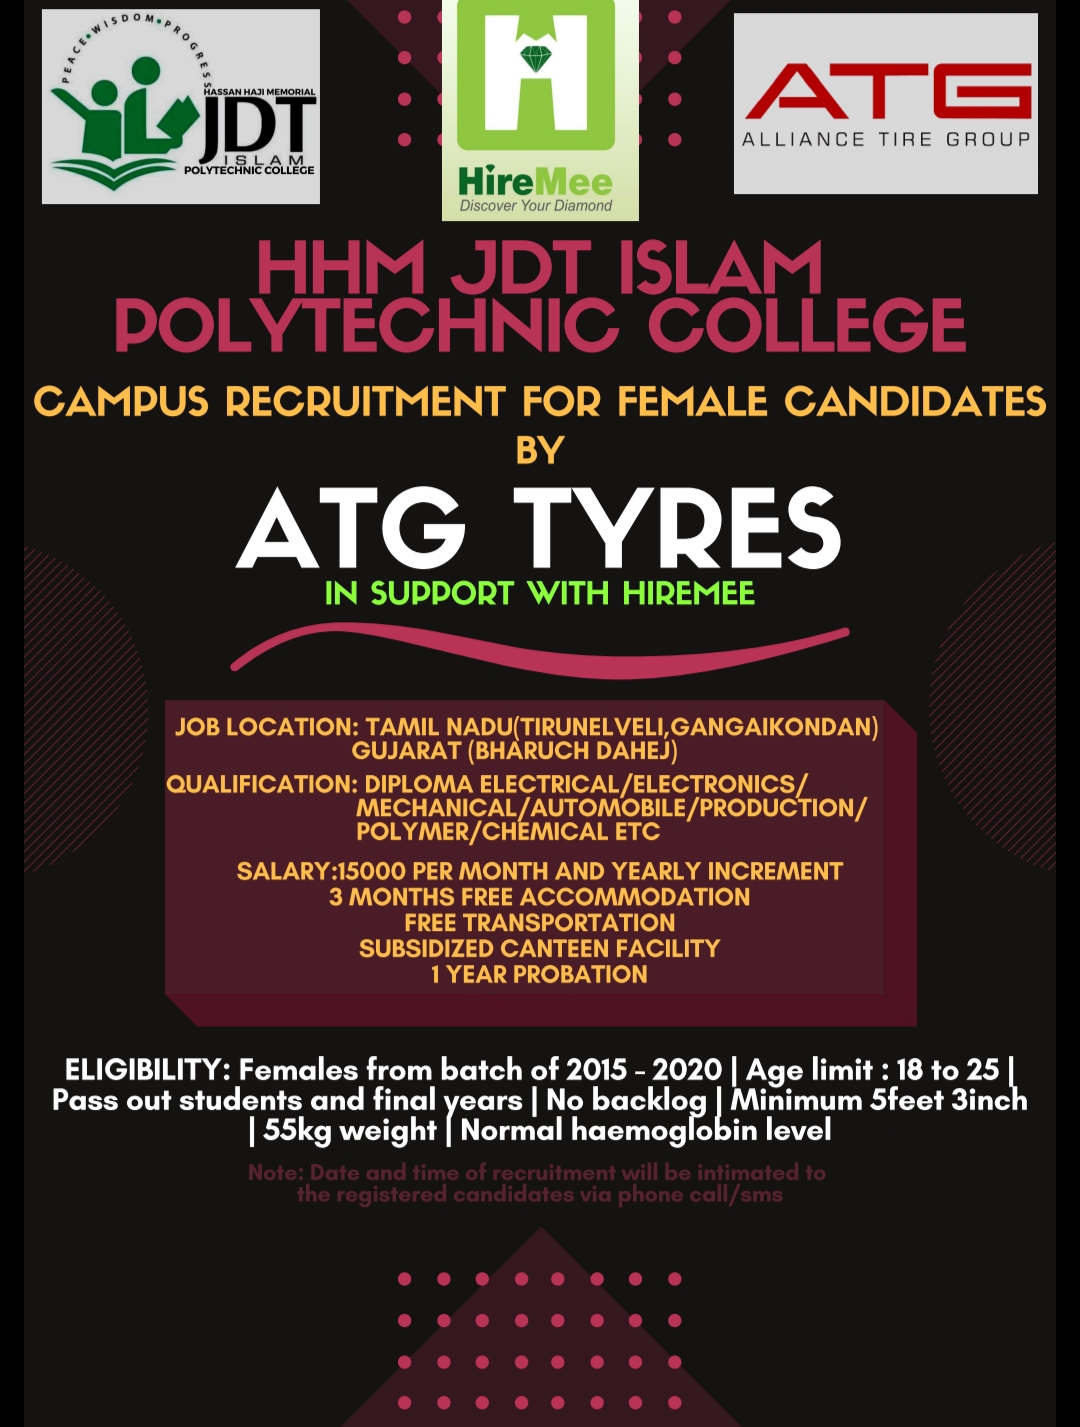 PEACE•WISDOM•PROGRESS
HASSAN HAJI MEMORIAL
JDT
ISLAM
POLYTECHNIC COLLEGE
H
HireMee
Discover Your Diamond
ATG
ALLIANCE TIRE GROUP
HHM JDT ISLAM
POLYTECHNIC COLLEGE
CAMPUS RECRUITMENT FOR FEMALE CANDIDATES
BY
ATG TYRES
IN SUPPORT WITH HIREMEE
JOB LOCATION: TAMIL NADU(TIRUNELVELI,GANGAIKONDAN)
GUJARAT (BHARUCH DAHEJ)
QUALIFICATION: DIPLOMA ELECTRICAL/ELECTRONICS/
MECHANICAL/AUTOMOBILE/PRODUCTION/
POLYMER/CHEMICAL ETC
SALARY:15000 PER MONTH AND YEARLY INCREMENT
3 MONTHS FREE ACCOMMODATION
FREE TRANSPORTATION
SUBSIDIZED CANTEEN FACILITY
1 YEAR PROBATION
ELIGIBILITY: Females from batch of 2015 - 2020 | Age limit : 18 to 25 |
Pass out students and final years | No backlog | Minimum 5feet 3inch
| 55kg weight | Normal haemoglobin level
Note: Date and time of recruitment will be intimated to
the registered candidates via phone call/sms